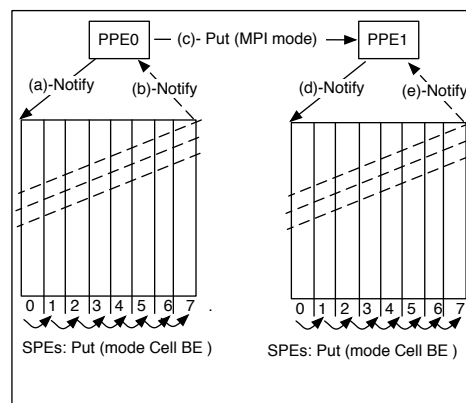 PPE0 (c)- Put (MPI mode) PPE1
(a)-Notify (b)-Notify (d)-Notify (e)-Notify
0 1 2 3 4 5 6 7 . 0 1 2 3 4 5 6 7
SPEs: Put (mode Cell BE ) SPEs: Put (mode Cell BE )